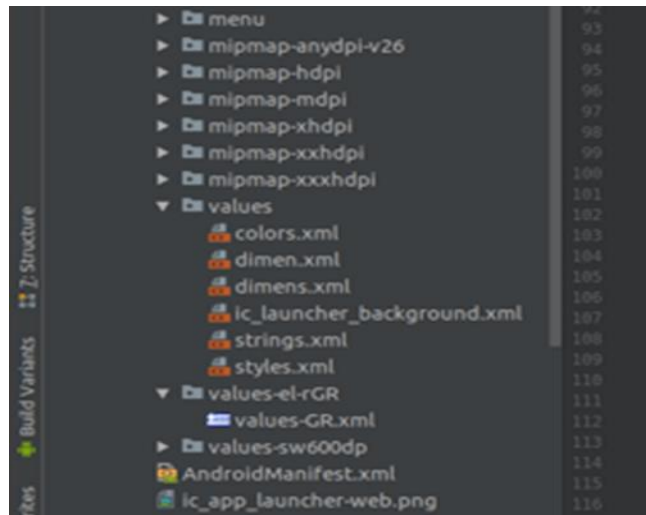 menu
mipmap-anydpi-v26
mipmap-hdpi
mipmap-mdpi
mipmap-xhdpi
mipmap-xxhdpi
mipmap-xxxhdpi
values
colors.xml
dimen.xml
dimens.xml
ic_launcher_background.xml
strings.xml
styles.xml
values-el-rGR
values-GR.xml
values-sw600dp
AndroidManifest.xml
ic_app_launcher-web.png
Z: Structure
Build Variants
92
93
94
95
96
97
98
99
100
101
102
103
104
105
106
107
108
109
110
111
112
113
114
115
116